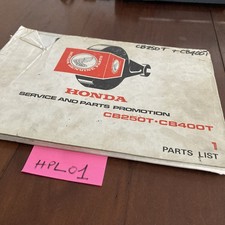 CB250T + CB400T
HONDA
SERVICE AND PARTS PROMOTION
CB250T・CB400T
1
PARTS LIST
HPL01